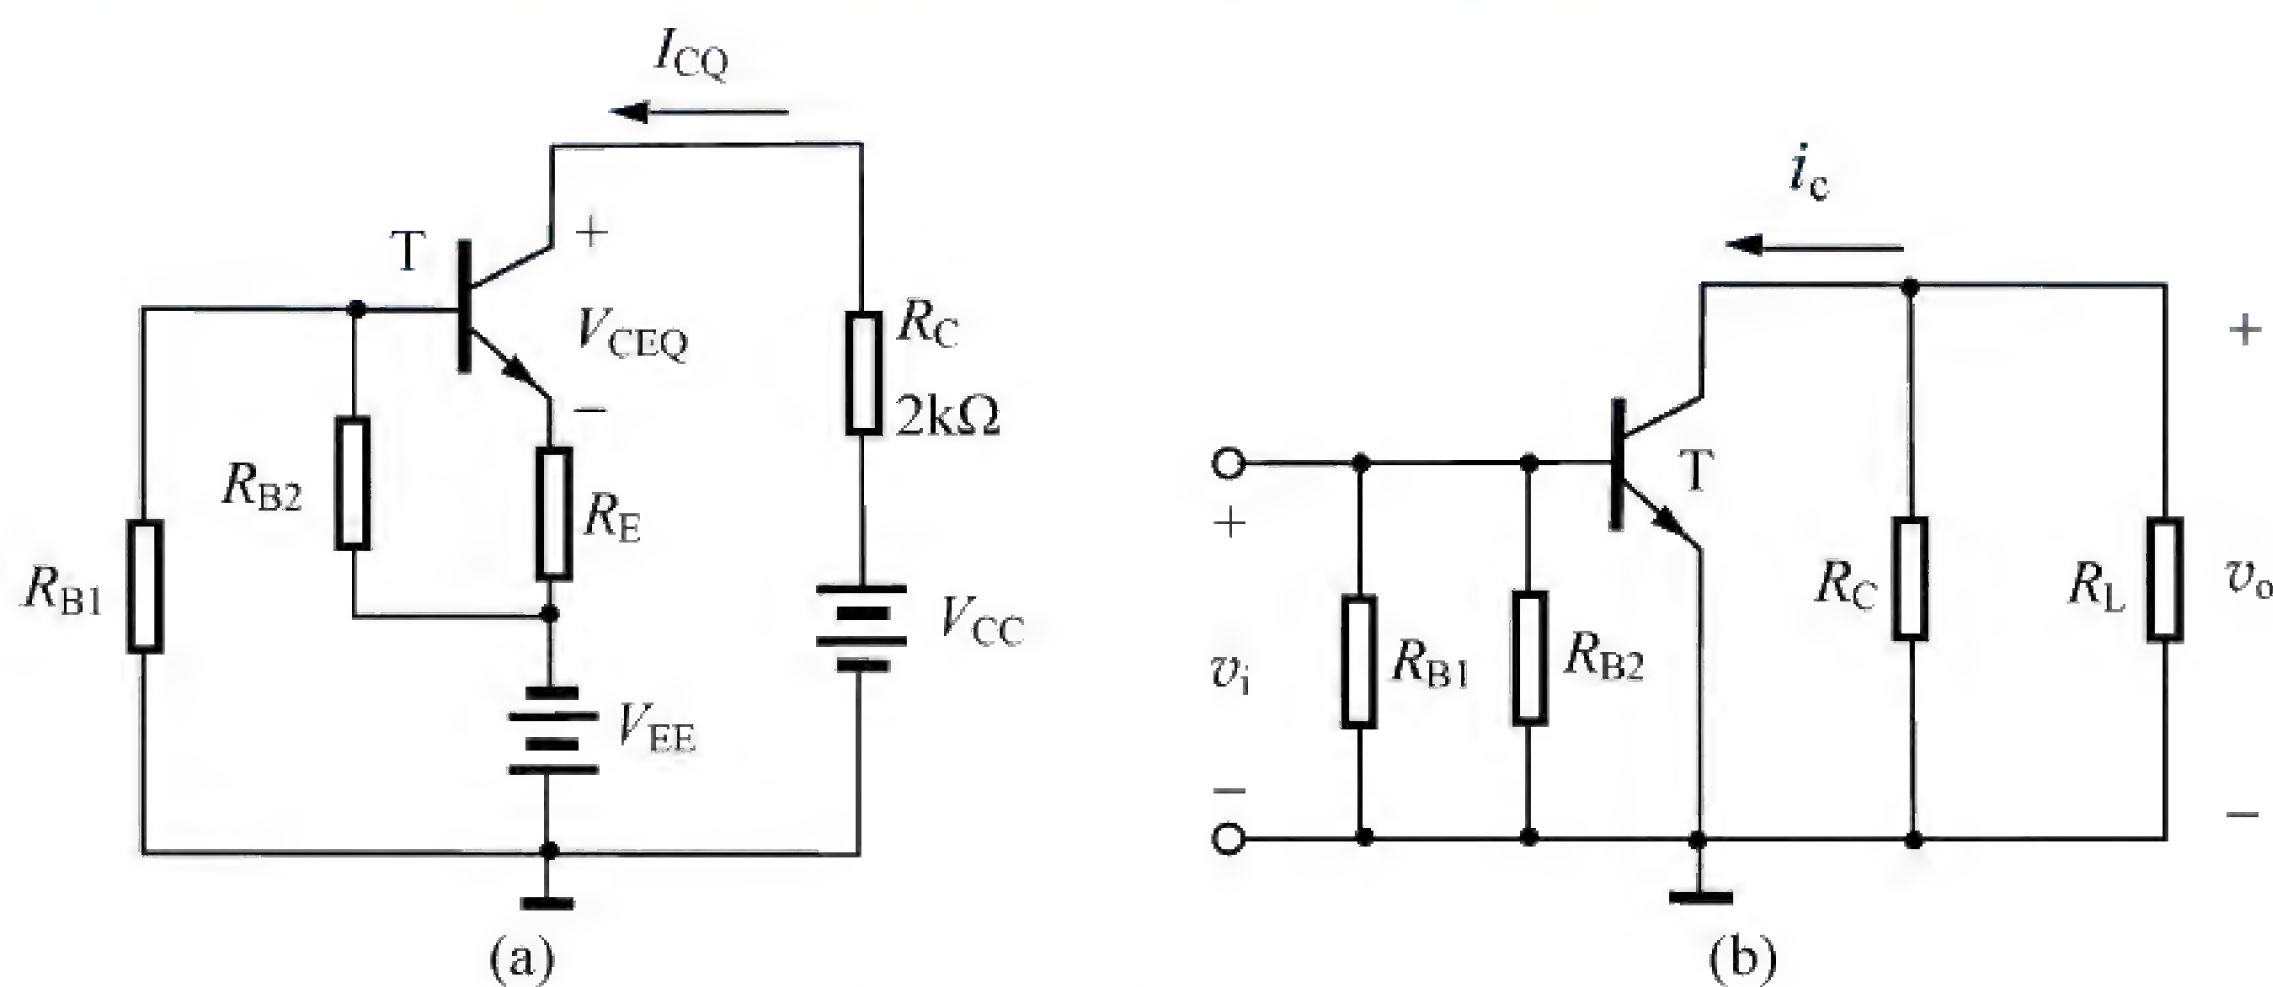 I_CQ
T
+
V_CEQ
−
R_C
2kΩ
R_B2
R_E
R_B1
V_CC
V_EE
(a)
i_c
+
T
+
R_C
R_L
v_o
v_i
R_B1
R_B2
−
−
(b)